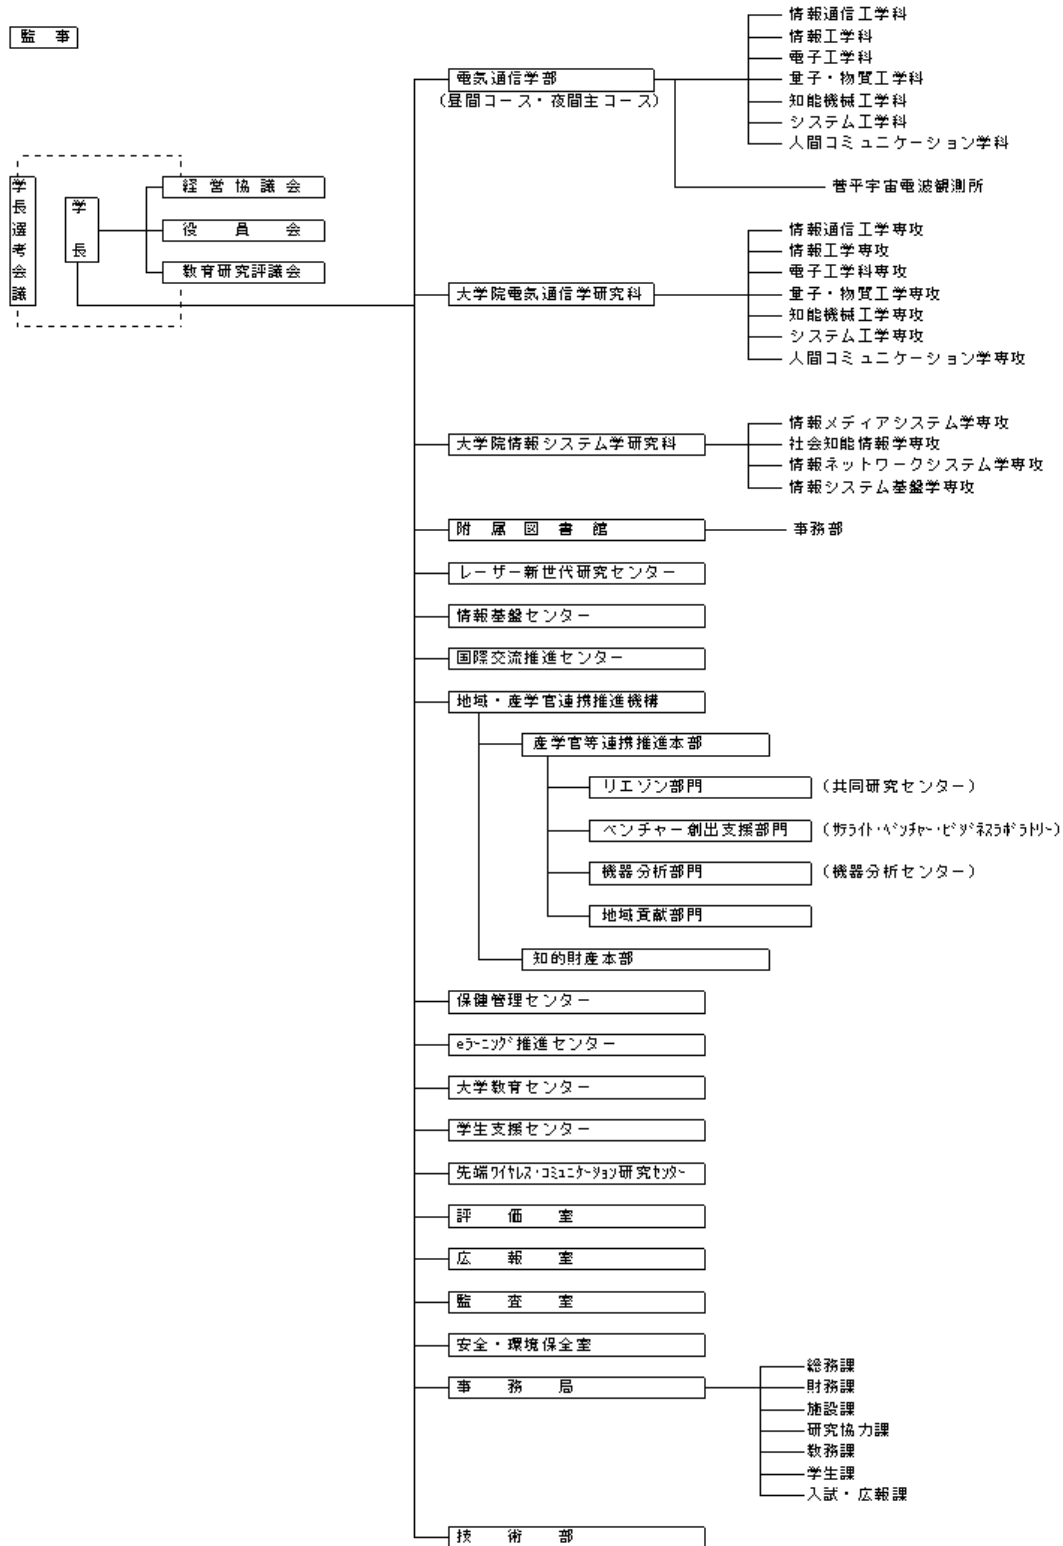 監事
学長選考会議
学長
経営協議会
役員会
教育研究評議会
電気通信学部
(昼間コース・夜間主コース)
情報通信工学科
情報工学科
電子工学科
量子・物質工学科
知能機械工学科
システム工学科
人間コミュニケーション学科
菅平宇宙電波観測所
大学院電気通信学研究科
情報通信工学専攻
情報工学専攻
電子工学科専攻
量子・物質工学専攻
知能機械工学専攻
システム工学専攻
人間コミュニケーション学専攻
大学院情報システム学研究科
情報メディアシステム学専攻
社会知能情報学専攻
情報ネットワークシステム学専攻
情報システム基盤学専攻
附属図書館
事務部
レーザー新世代研究センター
情報基盤センター
国際交流推進センター
地域・産学官連携推進機構
産学官等連携推進本部
リエゾン部門
(共同研究センター)
ベンチャー創出支援部門
(ｻﾃﾗｲﾄ･ﾍﾞﾝﾁｬｰ･ﾋﾞｼﾞﾈｽﾗﾎﾞﾗﾄﾘｰ)
機器分析部門
(機器分析センター)
地域貢献部門
知的財産本部
保健管理センター
eﾗｰﾆﾝｸﾞ推進センター
大学教育センター
学生支援センター
先端ﾜｲﾔﾚｽ･ｺﾐｭﾆｹｰｼｮﾝ研究ｾﾝﾀｰ
評価室
広報室
監査室
安全・環境保全室
事務局
総務課
財務課
施設課
研究協力課
教務課
学生課
入試・広報課
技術部